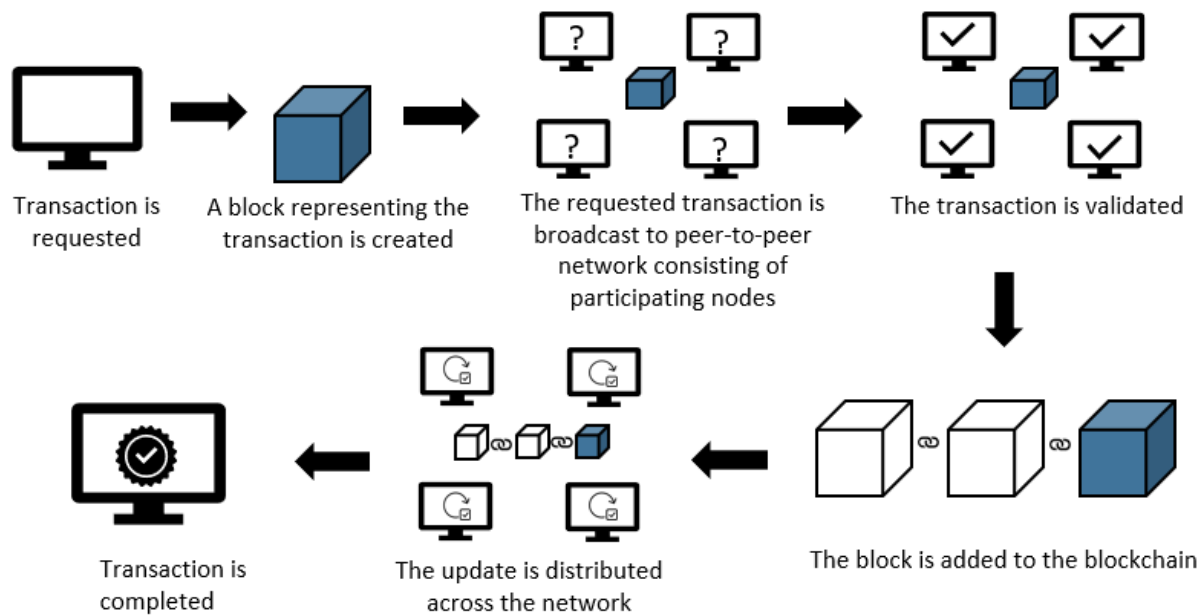 ?
?
?
?
Transaction is
requested
A block representing the
transaction is created
The requested transaction is
broadcast to peer-to-peer
network consisting of
participating nodes
The transaction is validated
The block is added to the blockchain
The update is distributed
across the network
Transaction is
completed